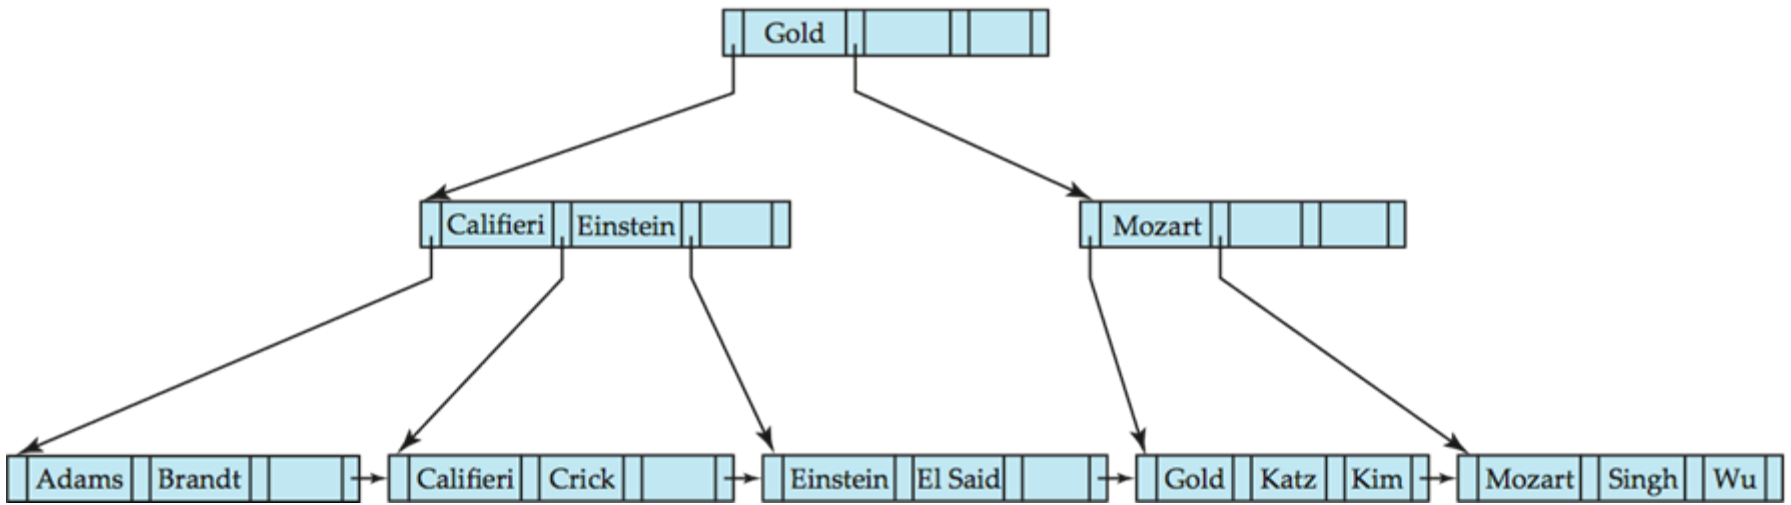 Gold
Califieri Einstein
Mozart
Adams Brandt
Califieri Crick
Einstein El Said
Gold Katz Kim
Mozart Singh Wu